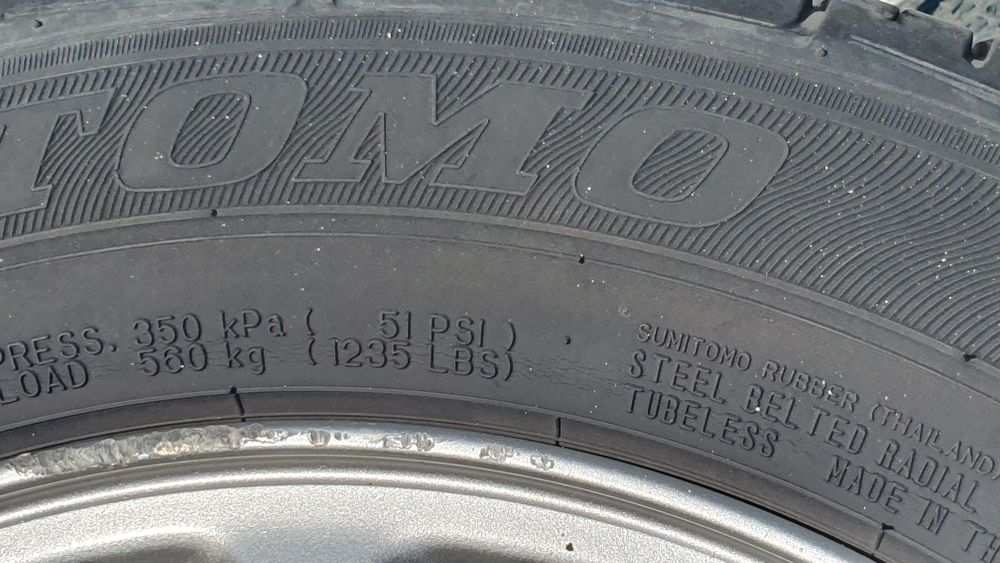 TOMO
PRESS. 350 kPa ( 51 PSI )
LOAD 560 kg ( 1235 LBS)
SUMITOMO RUBBER (THAILAND)
STEEL BELTED RADIAL
TUBELESS MADE IN TH